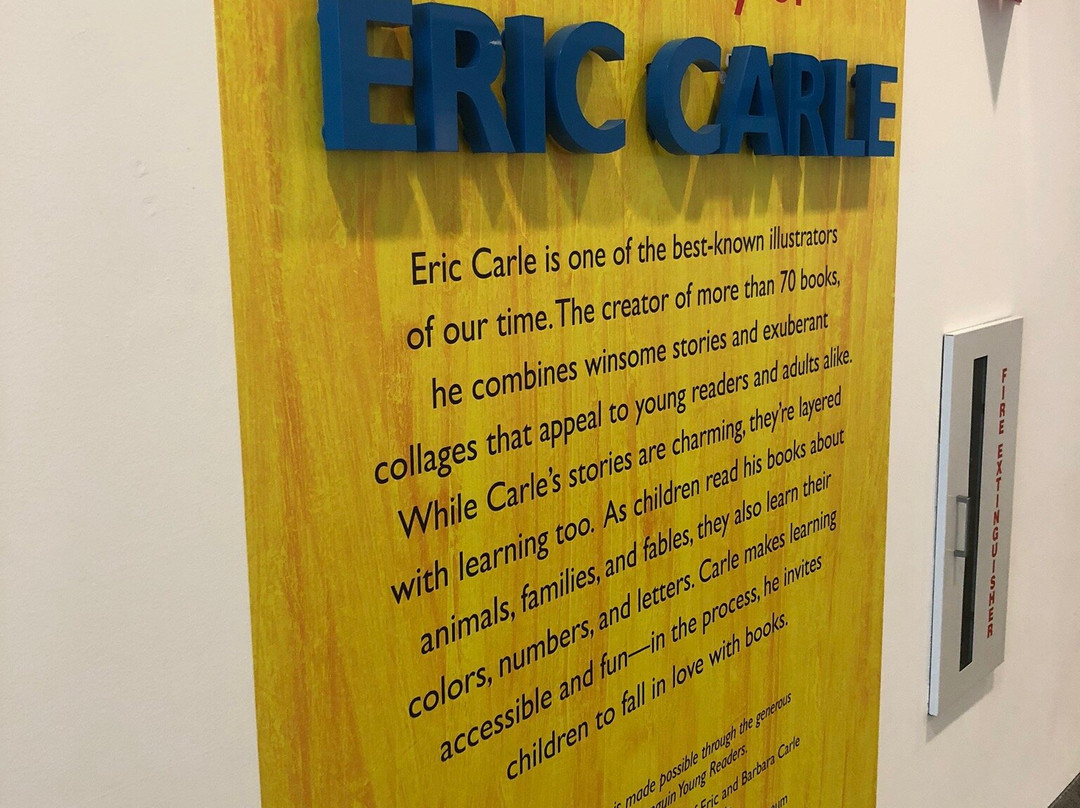 ERIC CARLE
Eric Carle is one of the best-known illustrators
of our time. The creator of more than 70 books,
he combines winsome stories and exuberant
collages that appeal to young readers and adults alike.
While Carle's stories are charming, they're layered
with learning too. As children read his books about
animals, families, and fables, they also learn their
colors, numbers, and letters. Carle makes learning
accessible and fun—in the process, he invites
children to fall in love with books.
is made possible through the generous
Young Readers.
Eric and Barbara Carle
FIRE EXTINGUISHER